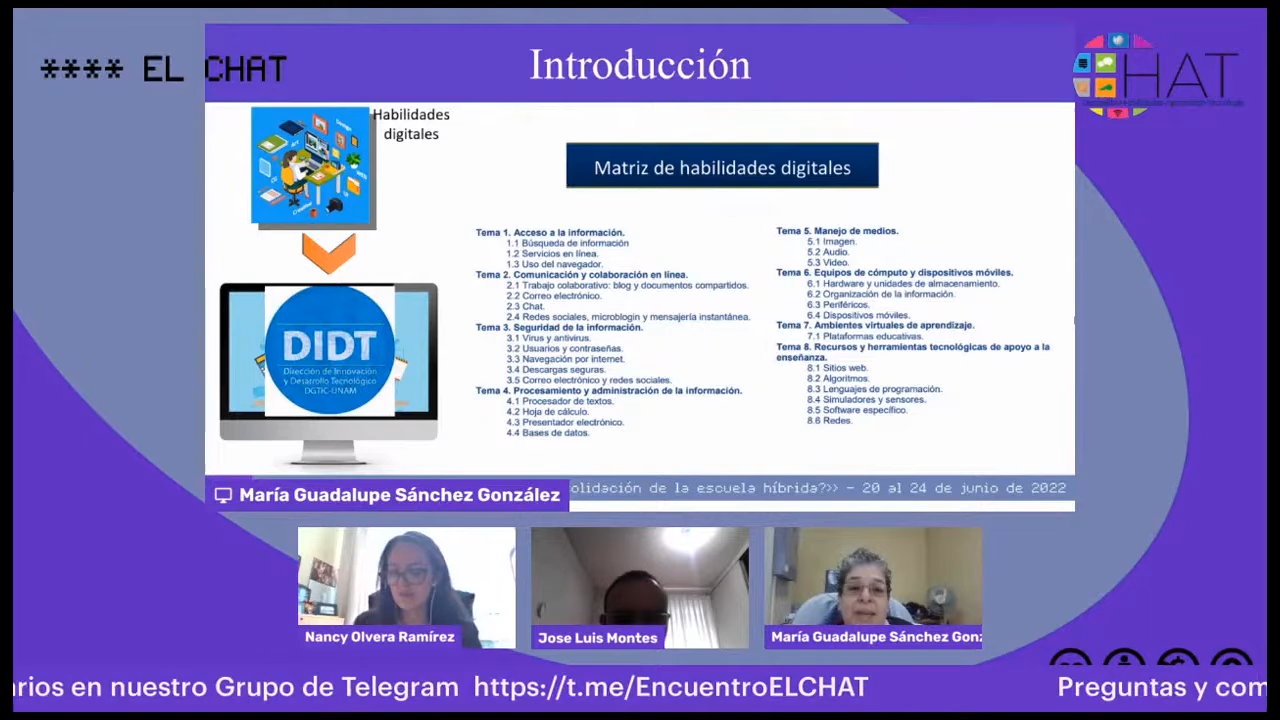 **** EL CHAT
Introducción
HAT
Habilidades
digitales
Matriz de habilidades digitales
Tema 1. Acceso a la información.
1.1 Búsqueda de información
1.2 Servicios en línea.
1.3 Uso del navegador.
Tema 2. Comunicación y colaboración en línea.
2.1 Trabajo colaborativo: blog y documentos compartidos.
2.2 Correo electrónico.
2.3 Chat.
2.4 Redes sociales, microblogin y mensajería instantánea.
Tema 3. Seguridad de la información.
3.1 Virus y antivirus.
3.2 Usuarios y contraseñas.
3.3 Navegación por internet.
3.4 Descargas seguras.
3.5 Correo electrónico y redes sociales.
Tema 4. Procesamiento y administración de la información.
4.1 Procesador de textos.
4.2 Hoja de cálculo.
4.3 Presentador electrónico.
4.4 Bases de datos.
Tema 5. Manejo de medios.
5.1 Imagen.
5.2 Audio.
5.3 Video.
Tema 6. Equipos de cómputo y dispositivos móviles.
6.1 Hardware y unidades de almacenamiento.
6.2 Organización de la información.
6.3 Periféricos.
6.4 Dispositivos móviles.
Tema 7. Ambientes virtuales de aprendizaje.
7.1 Plataformas educativas.
Tema 8. Recursos y herramientas tecnológicas de apoyo a la
enseñanza.
8.1 Sitios web.
8.2 Algoritmos.
8.3 Lenguajes de programación.
8.4 Simuladores y sensores.
8.5 Software específico.
8.6 Redes.
DIDT
Dirección de Innovación
y Desarrollo Tecnológico
DGTIC-UNAM
María Guadalupe Sánchez González
olidación de la escuela híbrida?>> - 20 al 24 de junio de 2022
Nancy Olvera Ramírez
Jose Luis Montes
María Guadalupe Sánchez Gonz
arios en nuestro Grupo de Telegram https://t.me/EncuentroELCHAT
Preguntas y com